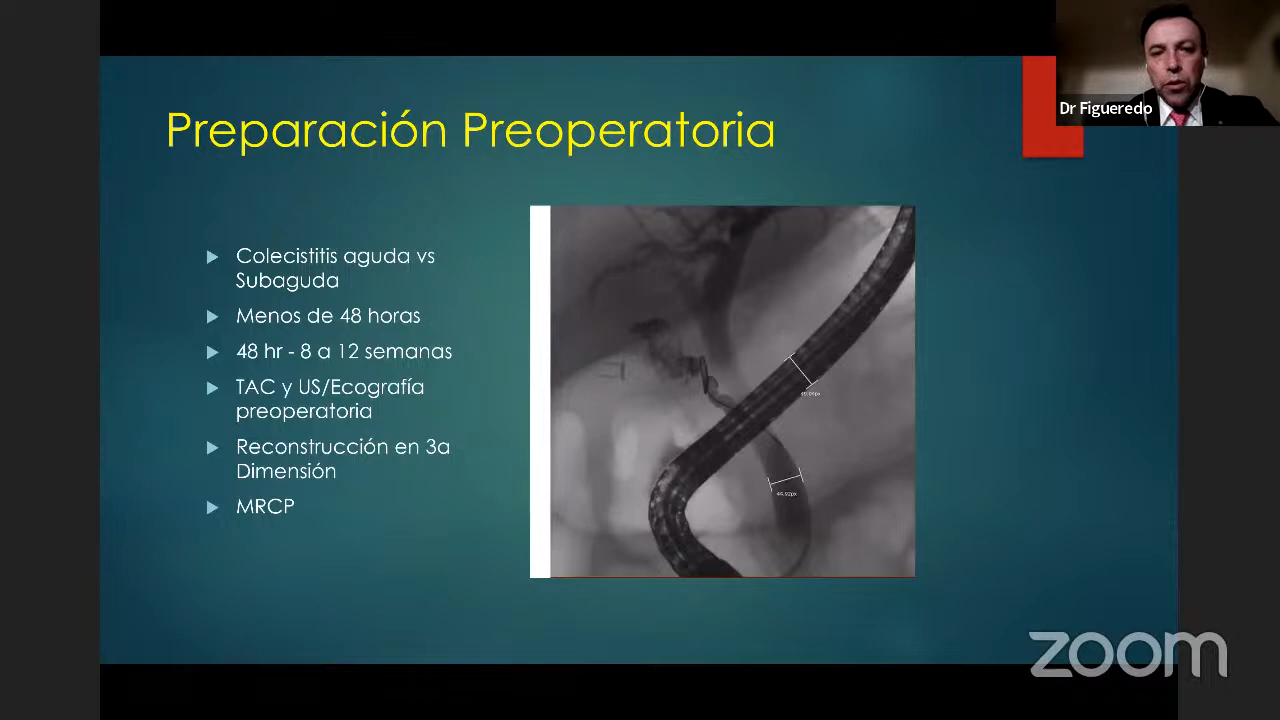 Dr Figueredo
Preparación Preoperatoria
Colecistitis aguda vs
Subaguda
Menos de 48 horas
48 hr - 8 a 12 semanas
TAC y US/Ecografía
preoperatoria
Reconstrucción en 3a
Dimensión
MRCP
zoom